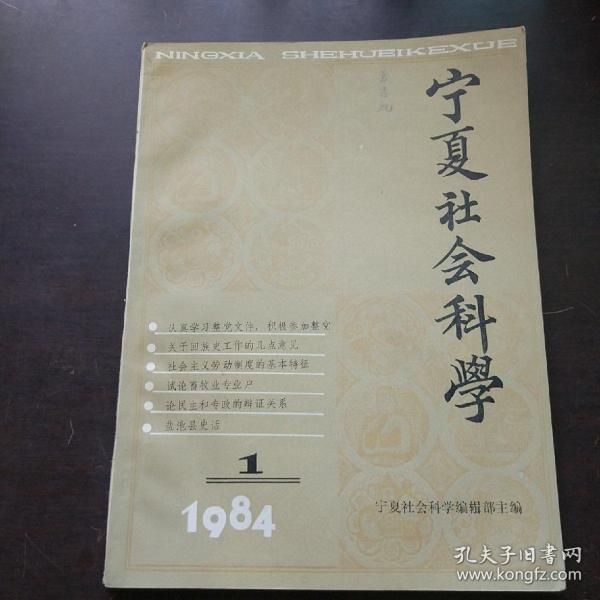 NINGXIA SHEHUIKEXUE
宁夏社会科學
认真学习整党文件，积极参加整党
关于回族史工作的几点意见
社会主义劳动制度的基本特征
试论畜牧业专业户
论民主和专政的辩证关系
盐池县史话
1
1984
宁夏社会科学编辑部主编
孔夫子旧书网
www.kongfz.com